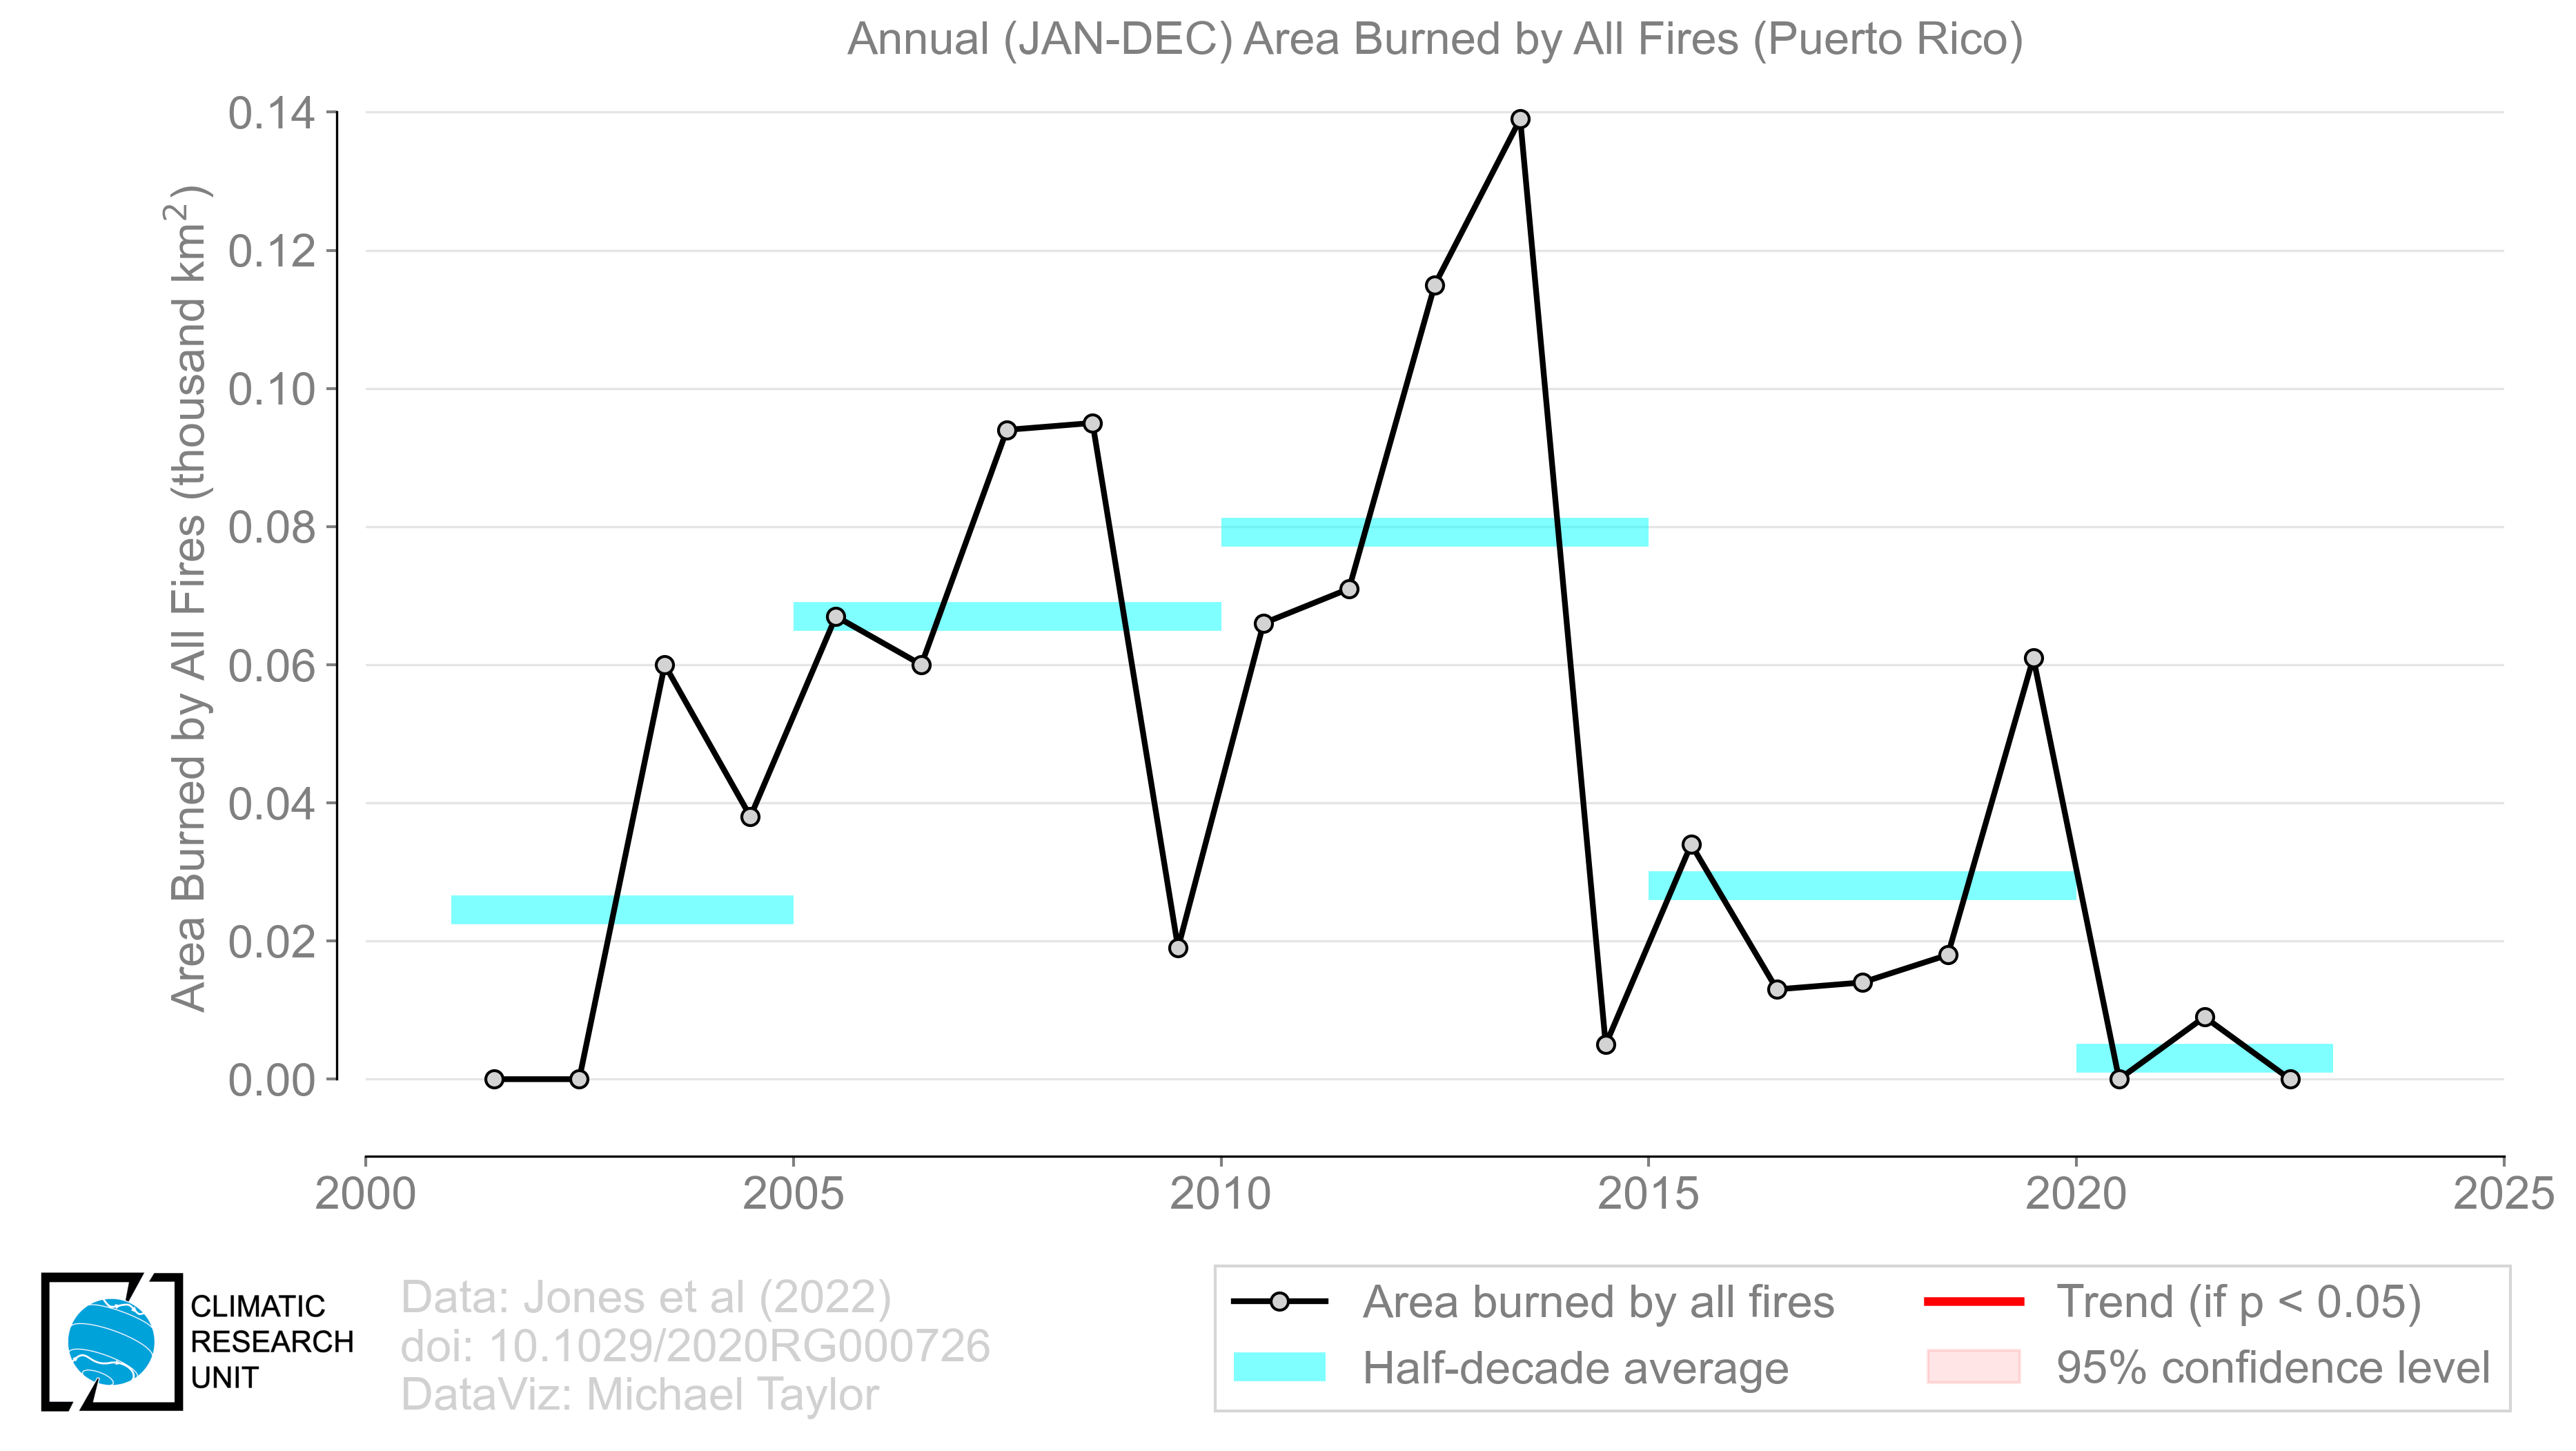 Annual (JAN-DEC) Area Burned by All Fires (Puerto Rico)
Area Burned by All Fires (thousand km²)
0.14
0.12
0.10
0.08
0.06
0.04
0.02
0.00
2000 2005 2010 2015 2020 2025
CLIMATIC
RESEARCH
UNIT
Data: Jones et al (2022)
doi: 10.1029/2020RG000726
DataViz: Michael Taylor
Area burned by all fires
Half-decade average
Trend (if p < 0.05)
95% confidence level